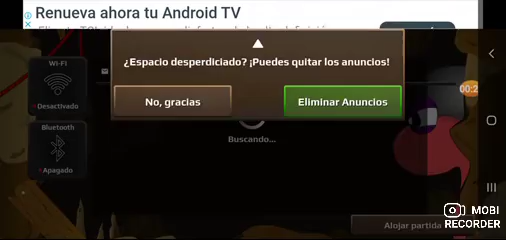 Renueva ahora tu Android TV
¿Espacio desperdiciado? ¡Puedes quitar los anuncios!
No, gracias
Eliminar Anuncios
WI-FI
Desactivado
Bluetooth
Apagado
Buscando...
00:2
MOBI
RECORDER
Alojar partida